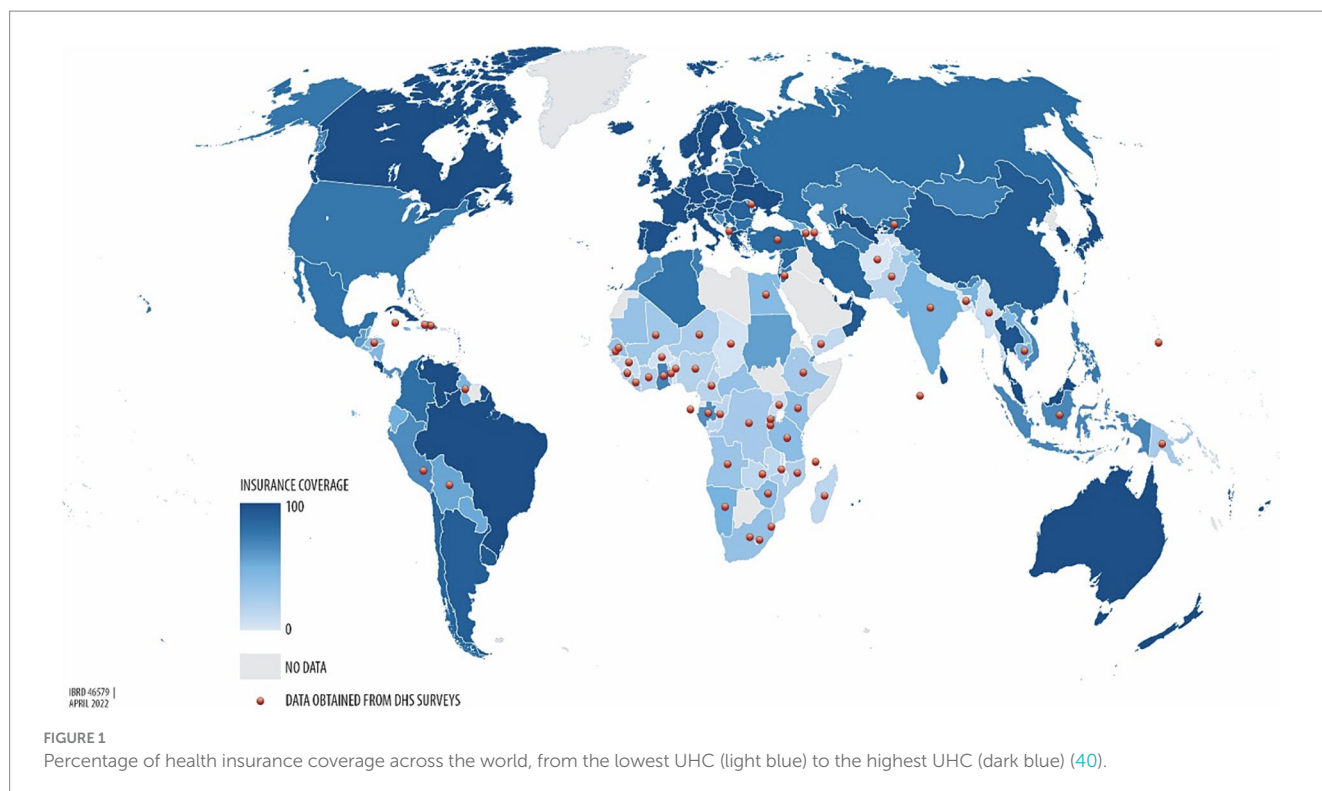 INSURANCE COVERAGE
100
0
NO DATA
DATA OBTAINED FROM DHS SURVEYS
IBRD 46579 |
APRIL 2022
FIGURE 1
Percentage of health insurance coverage across the world, from the lowest UHC (light blue) to the highest UHC (dark blue) (40).